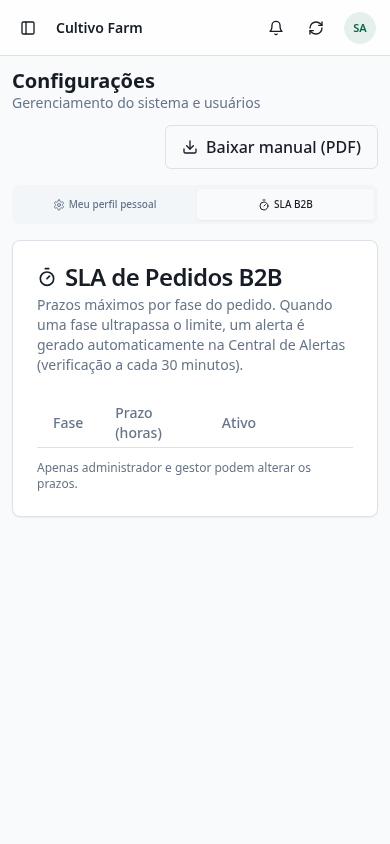 Cultivo Farm
SA
Configurações
Gerenciamento do sistema e usuários
Baixar manual (PDF)
Meu perfil pessoal
SLA B2B
SLA de Pedidos B2B
Prazos máximos por fase do pedido. Quando
uma fase ultrapassa o limite, um alerta é
gerado automaticamente na Central de Alertas
(verificação a cada 30 minutos).
Fase
Prazo
(horas)
Ativo
Apenas administrador e gestor podem alterar os
prazos.